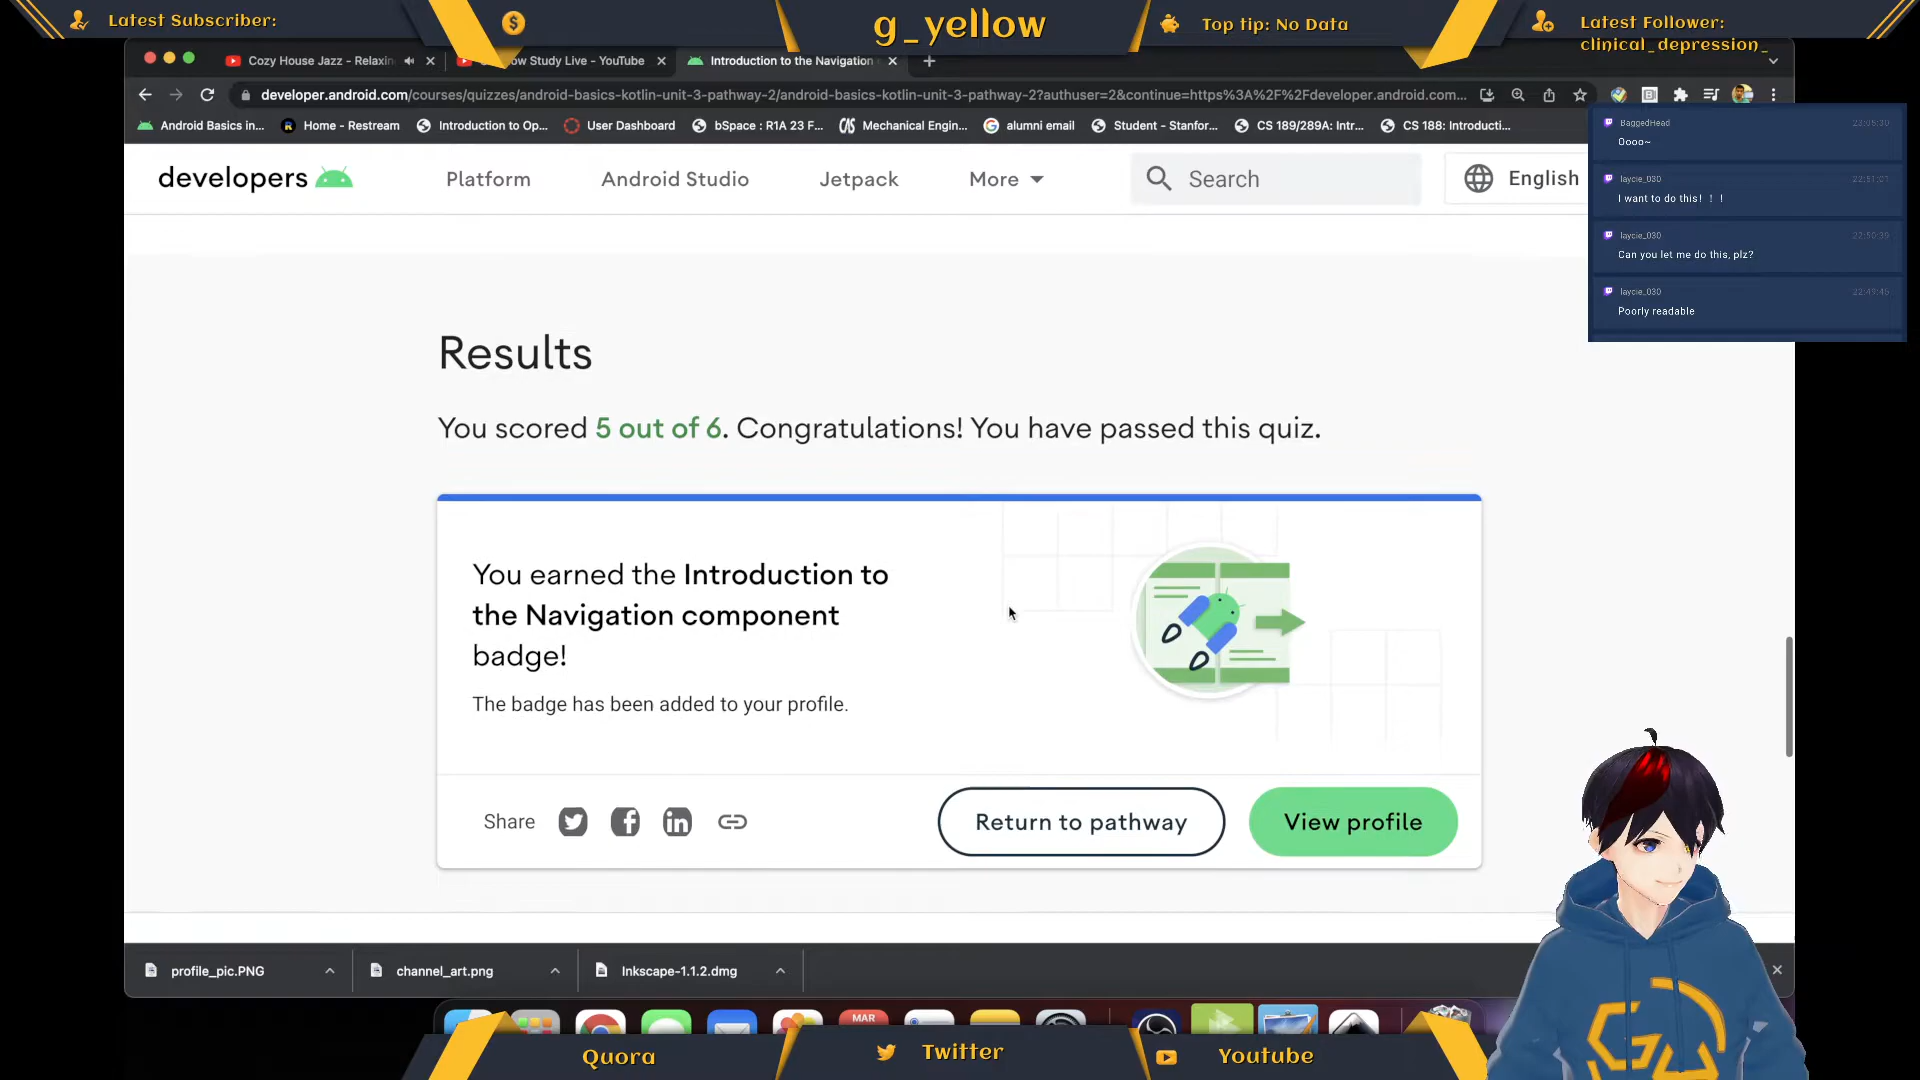 Latest Subscriber:
g_yellow
Top tip: No Data
Latest Follower:
clinical_depression_
Cozy House Jazz - Relaxin
ow Study Live - YouTube
Introduction to the Navigation
developer.android.com/courses/quizzes/android-basics-kotlin-unit-3-pathway-2/android-basics-kotlin-unit-3-pathway-2?authuser=2&continue=https%3A%2F%2Fdeveloper.android.com...
Android Basics in...
Home - Restream
Introduction to Op...
User Dashboard
bSpace : R1A 23 F...
Mechanical Engin...
alumni email
Student - Stanfor...
CS 189/289A: Intr...
CS 188: Introducti...
developers
Platform
Android Studio
Jetpack
More
Search
English
BaggedHead
Oooo~
laycie_030
I want to do this! ! !
laycie_030
22:50:39
Can you let me do this, plz?
laycie_030
22:49:45
Poorly readable
Results
You scored 5 out of 6. Congratulations! You have passed this quiz.
You earned the Introduction to
the Navigation component
badge!
The badge has been added to your profile.
Share
Return to pathway
View profile
profile_pic.PNG
channel_art.png
Inkscape-1.1.2.dmg
MAR
Quora
Twitter
Youtube